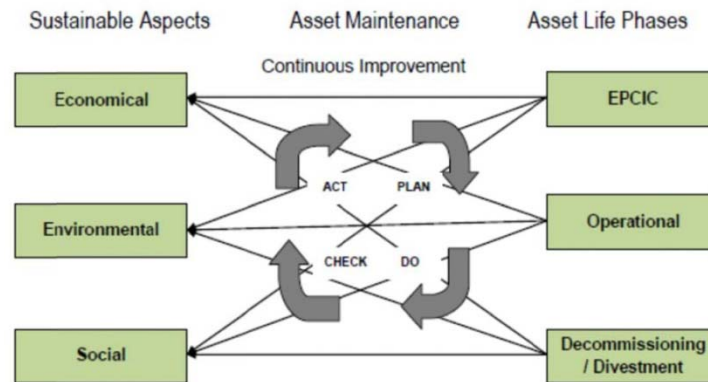 Sustainable Aspects
Asset Maintenance
Asset Life Phases
Continuous Improvement
Economical
EPCIC
ACT
PLAN
Environmental
Operational
CHECK
DO
Social
Decommissioning
/ Divestment